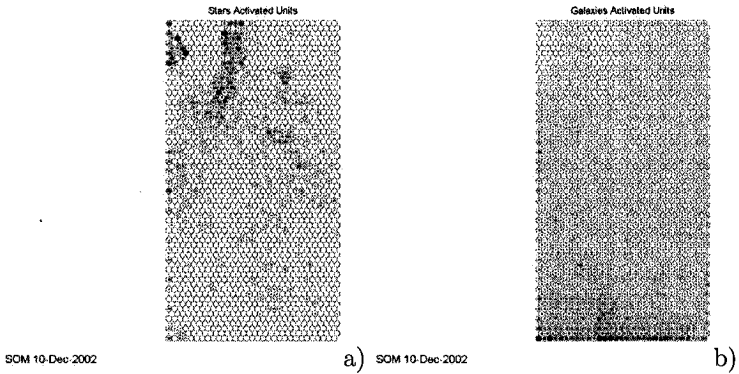 Stars Activated Units
Galaxies Activated Units
SOM 10-Dec-2002
a)
SOM 10-Dec-2002
b)